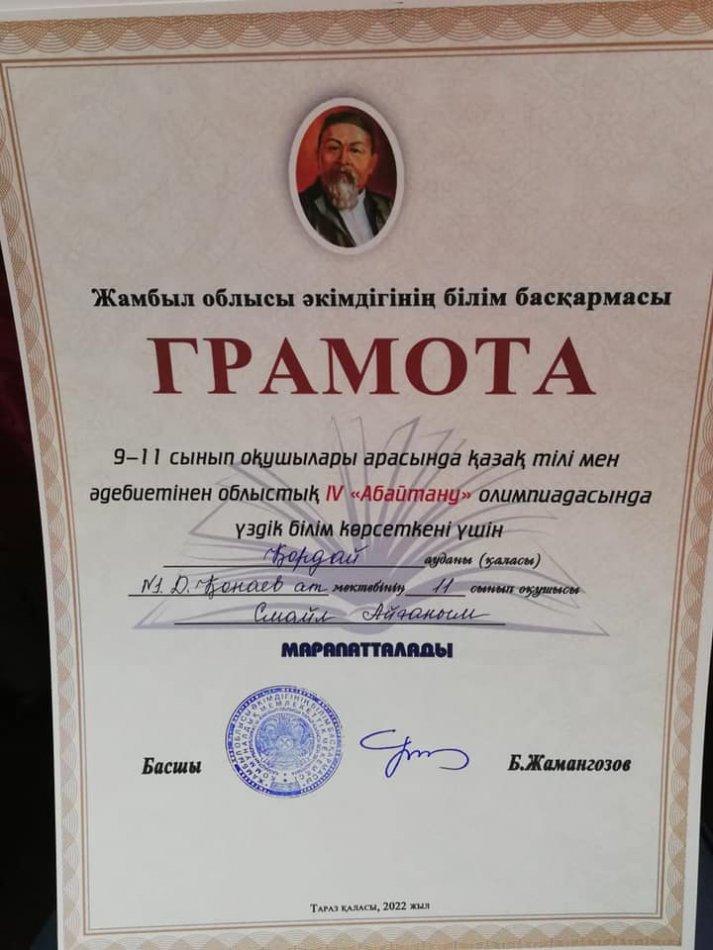 Жамбыл облысы әкімдігінің білім басқармасы
ГРАМОТА
9–11 сынып оқушылары арасында қазақ тілі мен
әдебиетінен облыстық IV «Абайтану» олимпиадасында
үздік білім көрсеткені үшін
Қордай ауданы (қаласы)
№1 Д. Қонаев ат мектебінің 11 сынып оқушысы
Смайл Айғаным
МАРАПАТТАЛАДЫ
Басшы
Б.Жамангозов
Тараз қаласы, 2022 жыл